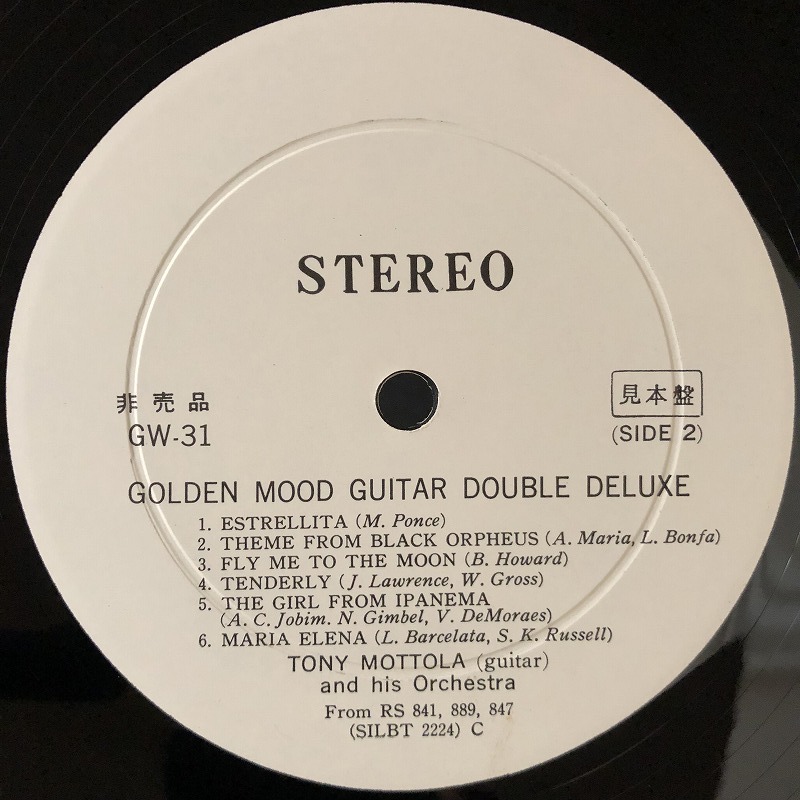 STEREO
非売品
見本盤
GW-31
(SIDE 2)
GOLDEN MOOD GUITAR DOUBLE DELUXE
1. ESTRELLITA (M. Ponce)
2. THEME FROM BLACK ORPHEUS (A. Maria, L. Bonfa)
3. FLY ME TO THE MOON (B. Howard)
4. TENDERLY (J. Lawrence, W. Gross)
5. THE GIRL FROM IPANEMA
(A. C. Jobim. N. Gimbel, V. DeMoraes)
6. MARIA ELENA (L. Barcelata, S. K. Russell)
TONY MOTTOLA (guitar)
and his Orchestra
From RS 841, 889, 847
(SILBT 2224) C